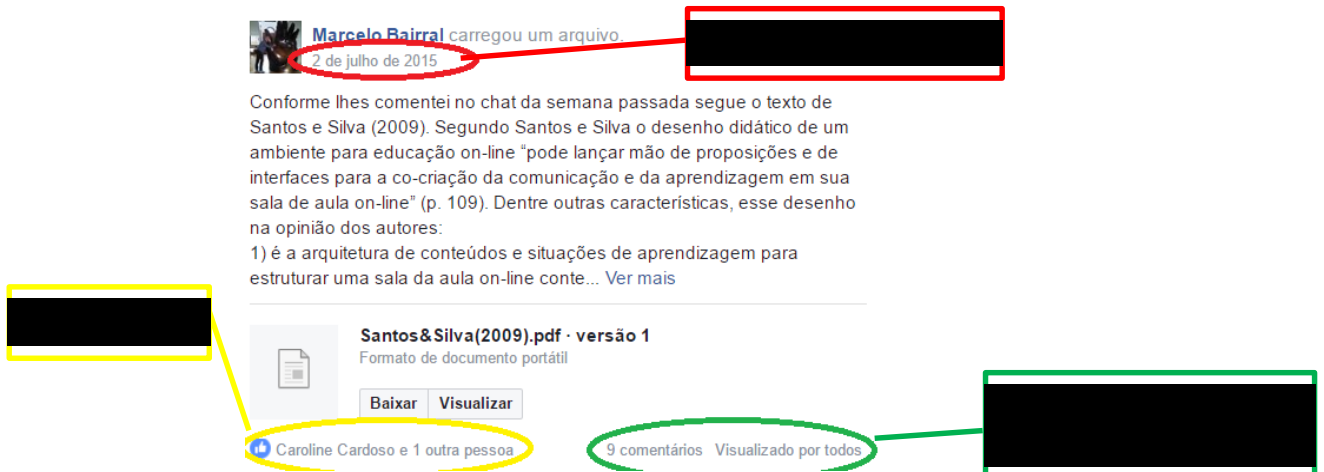 Marcelo Bairral carregou um arquivo.
2 de julho de 2015
Conforme lhes comentei no chat da semana passada segue o texto de
Santos e Silva (2009). Segundo Santos e Silva o desenho didático de um
ambiente para educação on-line “pode lançar mão de proposições e de
interfaces para a co-criação da comunicação e da aprendizagem em sua
sala de aula on-line” (p. 109). Dentre outras características, esse desenho
na opinião dos autores:
1) é a arquitetura de conteúdos e situações de aprendizagem para
estruturar uma sala da aula on-line conte... Ver mais
Santos&Silva(2009).pdf · versão 1
Formato de documento portátil
Baixar Visualizar
Caroline Cardoso e 1 outra pessoa 9 comentários Visualizado por todos